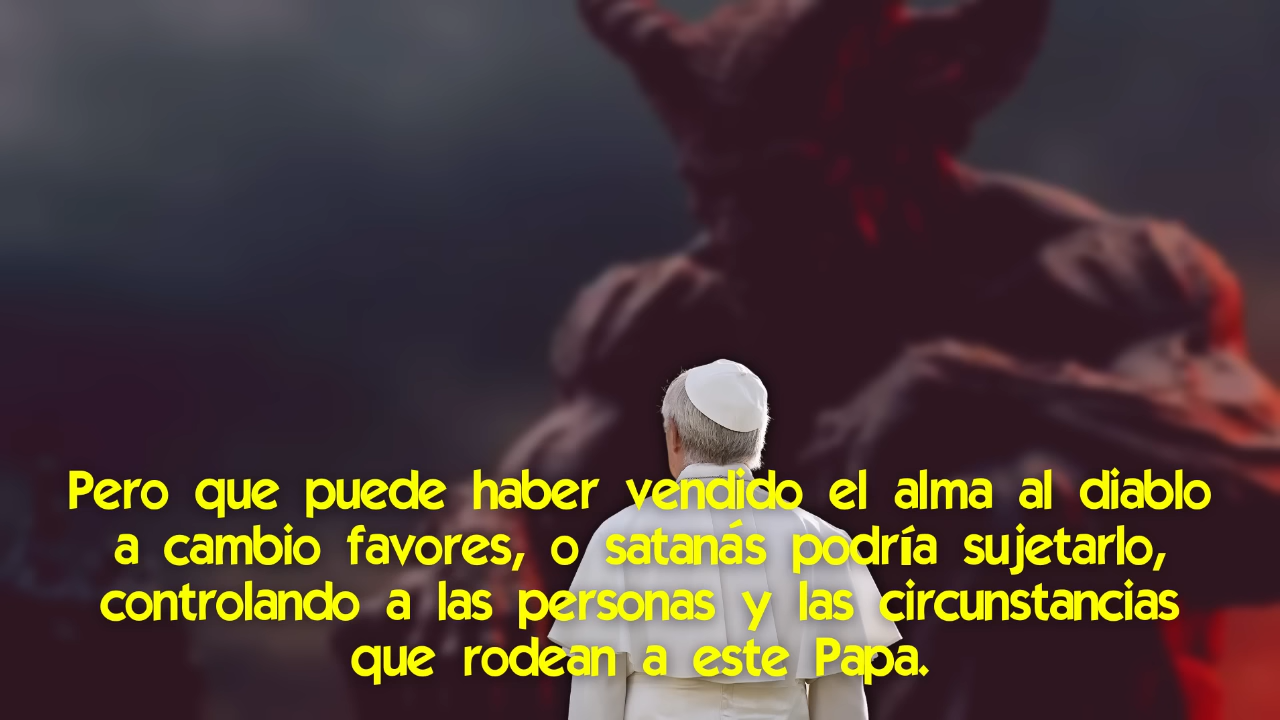 Pero que puede haber vendido el alma al diablo
a cambio favores, o satanás podría sujetarlo,
controlando a las personas y las circunstancias
que rodean a este Papa.